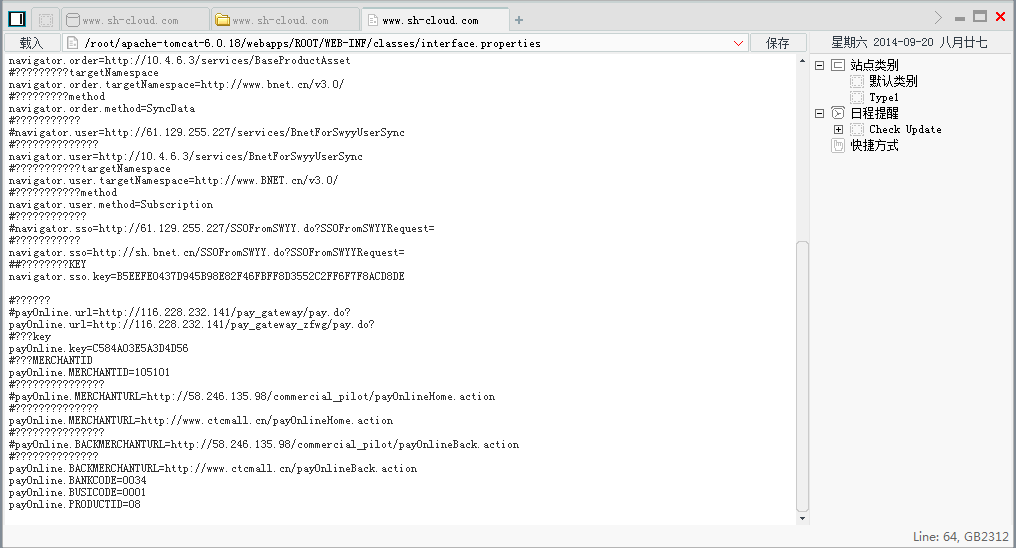 www.sh-cloud.com
www.sh-cloud.com
www.sh-cloud.com
载入
/root/apache-tomcat-6.0.18/webapps/ROOT/WEB-INF/classes/interface.properties
保存
星期六 2014-09-20 八月廿七
navigator.order=http://10.4.6.3/services/BaseProductAsset
#?????????targetNamespace
navigator.order.targetNamespace=http://www.bnet.cn/v3.0/
#?????????method
navigator.order.method=SyncData
#???????????
#navigator.user=http://61.129.255.227/services/BnetForSwyyUserSync
#??????????????
navigator.user=http://10.4.6.3/services/BnetForSwyyUserSync
#???????????targetNamespace
navigator.user.targetNamespace=http://www.BNET.cn/v3.0/
#???????????method
navigator.user.method=Subscription
#????????????
#navigator.sso=http://61.129.255.227/SSOFromSWYY.do?SSOFromSWYYRequest=
#???????????
navigator.sso=http://sh.bnet.cn/SSOFromSWYY.do?SSOFromSWYYRequest=
##????????KEY
navigator.sso.key=B5EEFE0437D945B98E82F46FBFF8D3552C2FF6F7F8ACD8DE
#??????
#payOnline.url=http://116.228.232.141/pay_gateway/pay.do?
payOnline.url=http://116.228.232.141/pay_gateway_zfwg/pay.do?
#???key
payOnline.key=C584A03E5A3D4D56
#???MERCHANTID
payOnline.MERCHANTID=105101
#???????????????
#payOnline.MERCHANTURL=http://58.246.135.98/commercial_pilot/payOnlineHome.action
#??????????????
payOnline.MERCHANTURL=http://www.ctcmall.cn/payOnlineHome.action
#???????????????
#payOnline.BACKMERCHANTURL=http://58.246.135.98/commercial_pilot/payOnlineBack.action
#??????????????
payOnline.BACKMERCHANTURL=http://www.ctcmall.cn/payOnlineBack.action
payOnline.BANKCODE=0034
payOnline.BUSICODE=0001
payOnline.PRODUCTID=08
站点类别
默认类别
Type1
日程提醒
Check Update
快捷方式
Line: 64, GB2312